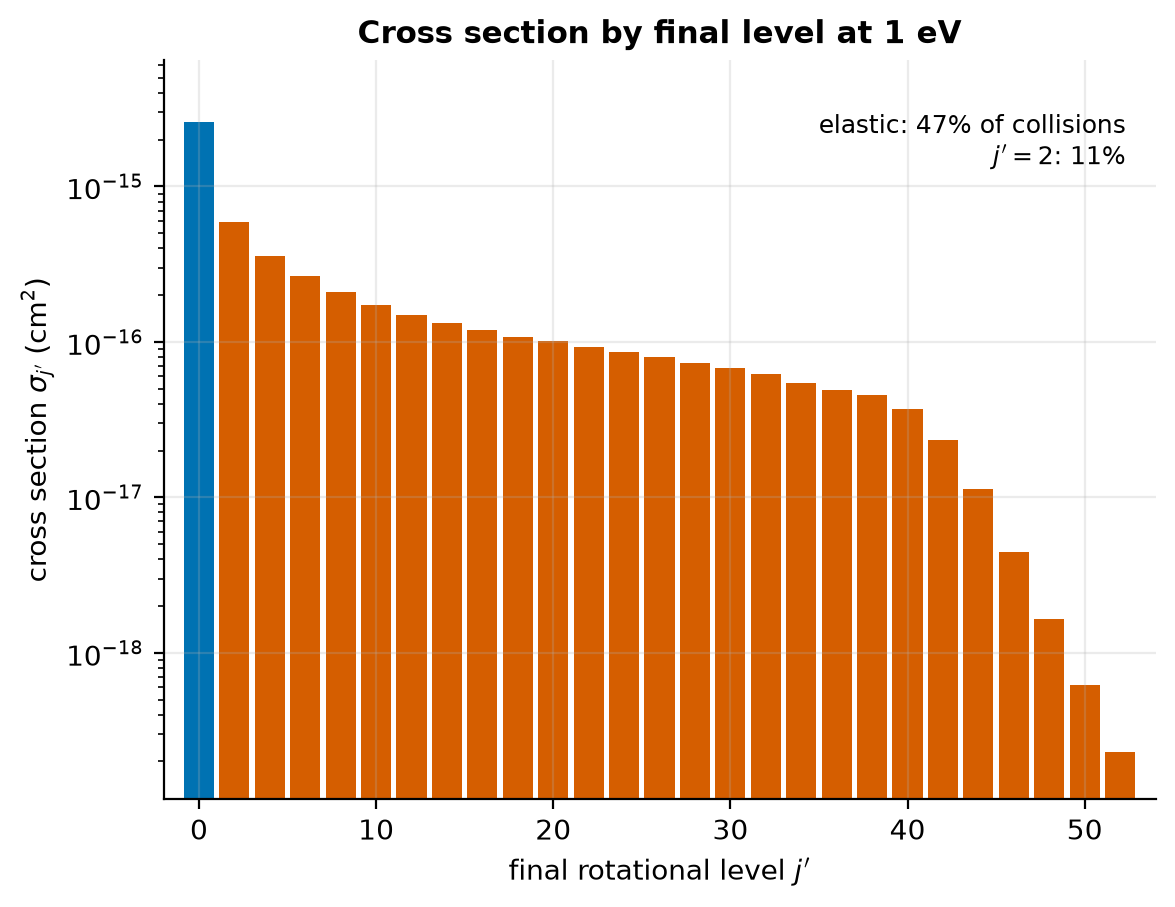 Cross section by final level at 1 eV
elastic: 47% of collisions
j′ = 2: 11%
cross section σ_{j′} (cm²)
10⁻¹⁵
10⁻¹⁶
10⁻¹⁷
10⁻¹⁸
0 10 20 30 40 50
final rotational level j′